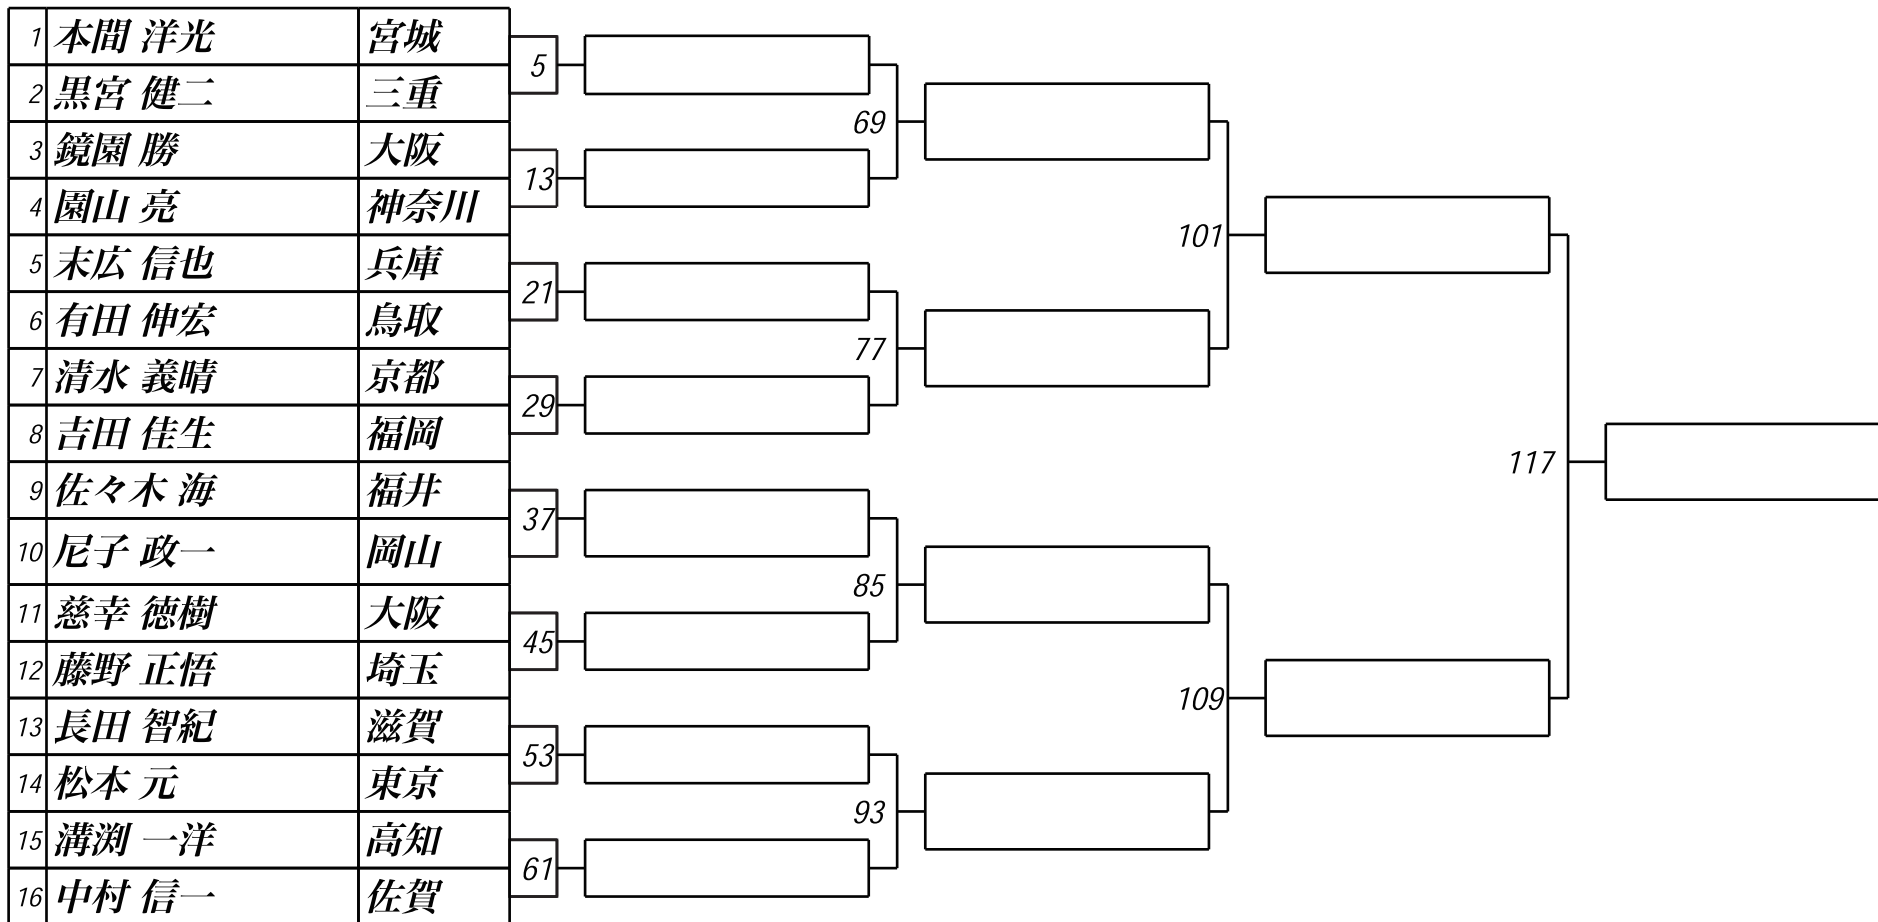 1 本間 洋光 宮城
2 黒宮 健二 三重
3 鏡園 勝 大阪
4 園山 亮 神奈川
5 末広 信也 兵庫
6 有田 伸宏 鳥取
7 清水 義晴 京都
8 吉田 佳生 福岡
9 佐々木 海 福井
10 尼子 政一 岡山
11 慈幸 徳樹 大阪
12 藤野 正悟 埼玉
13 長田 智紀 滋賀
14 松本 元 東京
15 溝渕 一洋 高知
16 中村 信一 佐賀
5
13
21
29
37
45
53
61
69
77
85
93
101
109
117